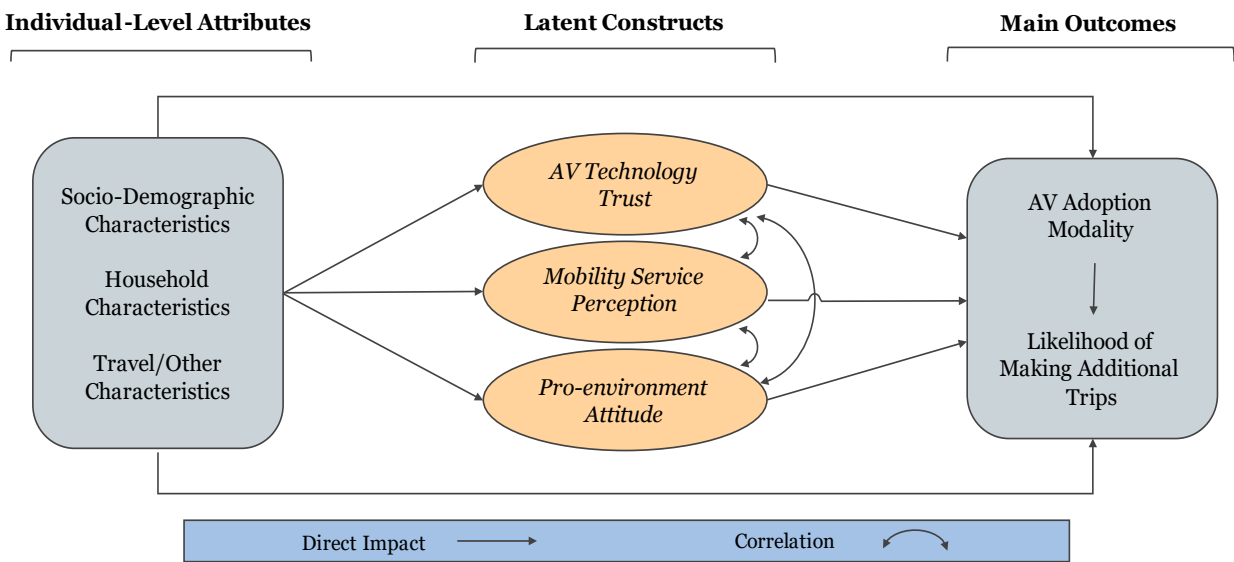 Individual-Level Attributes
Latent Constructs
Main Outcomes
Socio-Demographic
Characteristics
Household
Characteristics
Travel/Other
Characteristics
AV Technology
Trust
Mobility Service
Perception
Pro-environment
Attitude
AV Adoption
Modality
Likelihood of
Making Additional
Trips
Direct Impact
Correlation